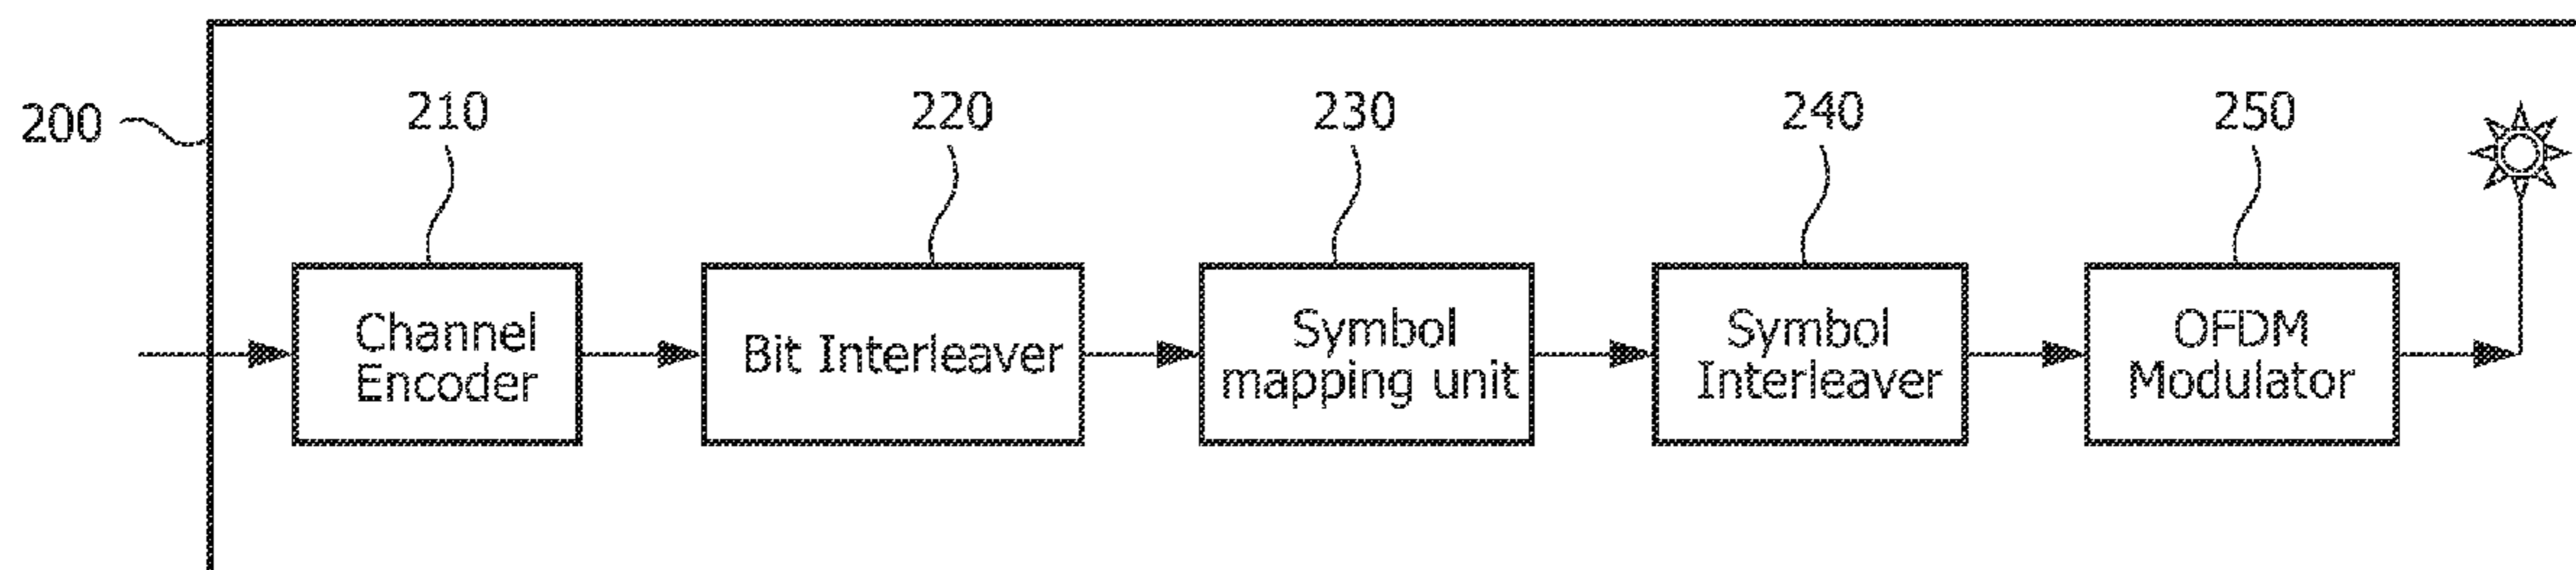 200 210 220 230 240 250
Channel Encoder
Bit Interleaver
Symbol mapping unit
Symbol Interleaver
OFDM Modulator